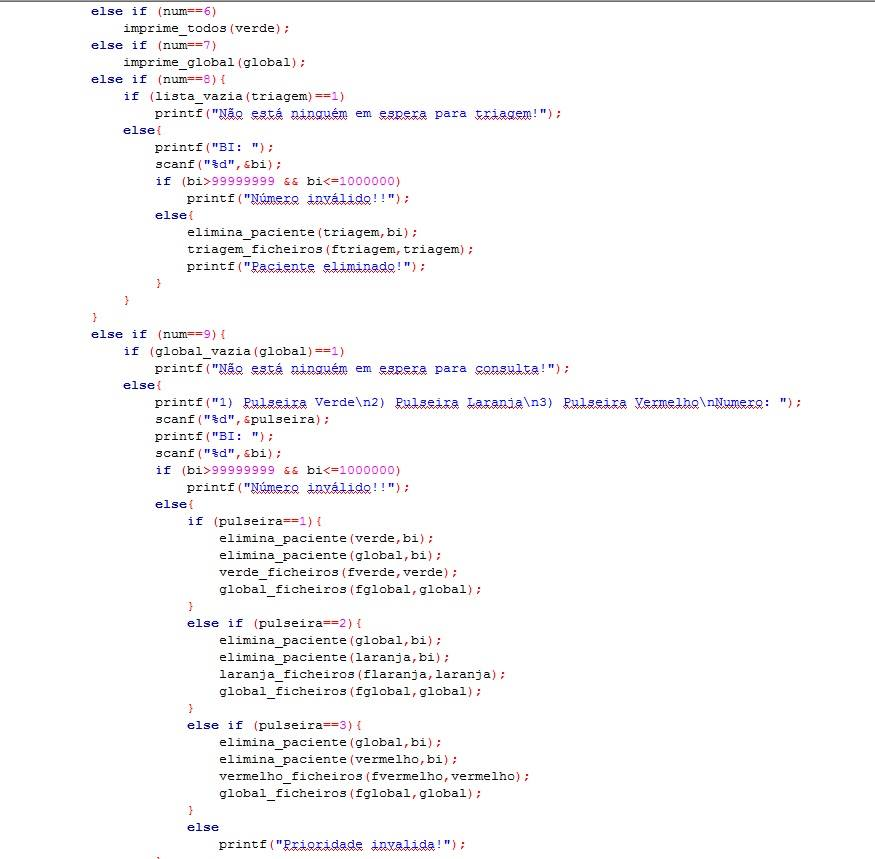 else if (num==6)
imprime_todos(verde);
else if (num==7)
imprime_global(global);
else if (num==8){
if (lista_vazia(triagem)==1)
printf("Não está ninguém em espera para triagem!");
else{
printf("BI: ");
scanf("%d",&bi);
if (bi>99999999 && bi<=1000000)
printf("Número inválido!!");
else{
elimina_paciente(triagem,bi);
triagem_ficheiros(ftriagem,triagem);
printf("Paciente eliminado!");
}
}
}
else if (num==9){
if (global_vazia(global)==1)
printf("Não está ninguém em espera para consulta!");
else{
printf("1) Pulseira Verde\n2) Pulseira Laranja\n3) Pulseira Vermelho\nNumero: ");
scanf("%d",&pulseira);
printf("BI: ");
scanf("%d",&bi);
if (bi>99999999 && bi<=1000000)
printf("Número inválido!!");
else{
if (pulseira==1){
elimina_paciente(verde,bi);
elimina_paciente(global,bi);
verde_ficheiros(fverde,verde);
global_ficheiros(fglobal,global);
}
else if (pulseira==2){
elimina_paciente(global,bi);
elimina_paciente(laranja,bi);
laranja_ficheiros(flaranja,laranja);
global_ficheiros(fglobal,global);
}
else if (pulseira==3){
elimina_paciente(global,bi);
elimina_paciente(vermelho,bi);
vermelho_ficheiros(fvermelho,vermelho);
global_ficheiros(fglobal,global);
}
else
printf("Prioridade invalida!");